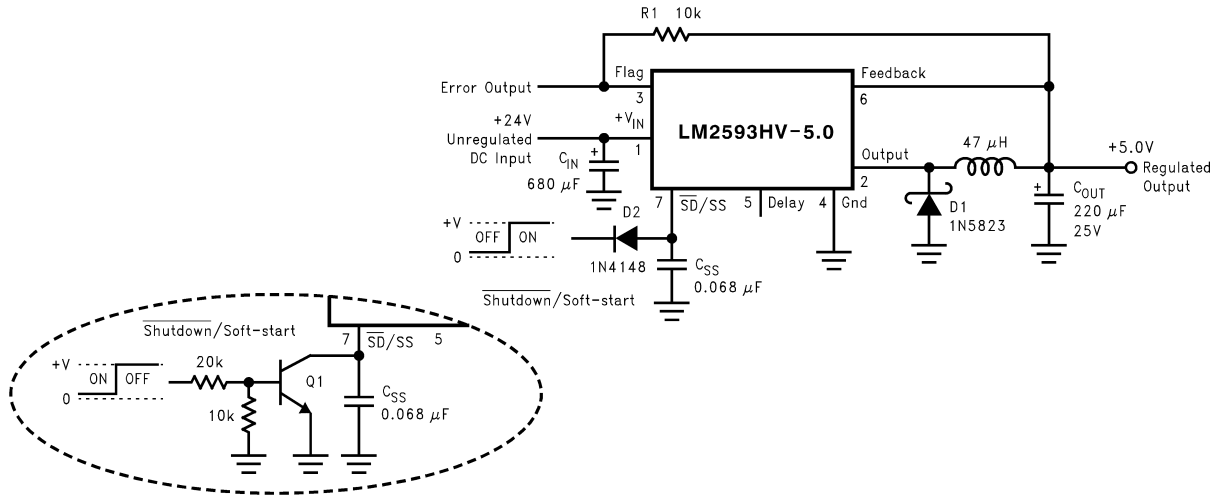 R1 10k
Flag
Feedback
Error Output
3
6
+24V
+VIN
LM2593HV-5.0
Unregulated
DC Input
1
CIN
+
680 μF
Output
2
47 μH
+5.0V
Regulated
Output
7
SD/SS
5
Delay
4
Gnd
D1
1N5823
+
COUT
220 μF
25V
+V
OFF
ON
0
D2
1N4148
CSS
0.068 μF
Shutdown/Soft-start
Shutdown/Soft-start
7
SD/SS
5
+V
ON
OFF
0
20k
Q1
10k
CSS
0.068 μF